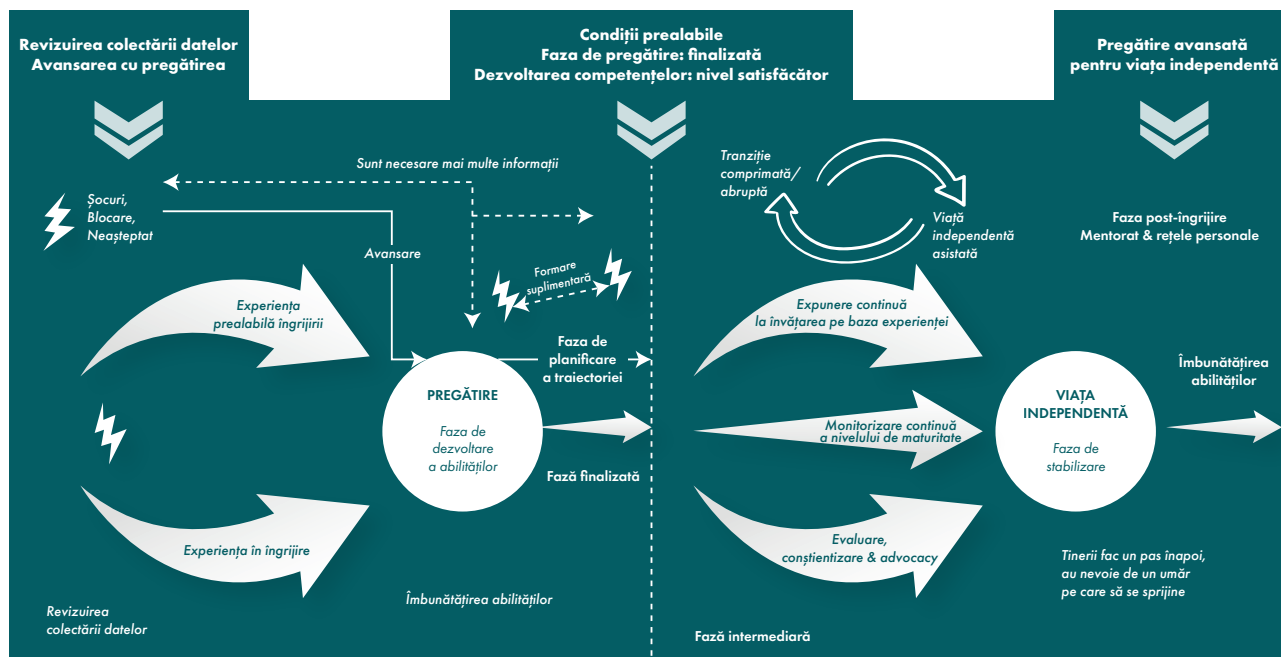 Revizuirea colectării datelor
Avansarea cu pregătirea
Condiții prealabile
Faza de pregătire: finalizată
Dezvoltarea competențelor: nivel satisfăcător
Pregătire avansată
pentru viața independentă
Sunt necesare mai multe informații
Șocuri,
Blocare,
Neașteptat
Avansare
Formare
suplimentară
Tranziție
comprimată/
abruptă
Viață
independentă
asistată
Faza post-îngrijire
Mentorat & rețele personale
Experiența
prealabilă îngrijirii
Faza de
planificare
a traiectoriei
PREGĂTIRE
Faza de
dezvoltare
a abilităților
Fază finalizată
Experiența în îngrijire
Revizuirea
colectării datelor
Îmbunătățirea abilităților
Expunere continuă
la învățarea pe baza experienței
Monitorizare continuă
a nivelului de maturitate
Evaluare,
conștientizare & advocacy
Fază intermediară
VIAȚA
INDEPENDENTĂ
Faza de
stabilizare
Îmbunătățirea
abilităților
Tinerii fac un pas înapoi,
au nevoie de un umăr
pe care să se sprijine